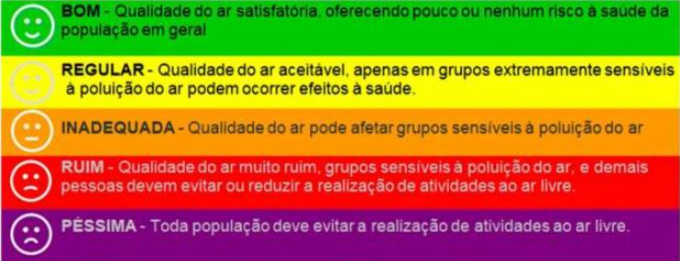 BOM - Qualidade do ar satisfatória, oferecendo pouco ou nenhum risco à saúde da
população em geral
REGULAR - Qualidade do ar aceitável, apenas em grupos extremamente sensíveis
à poluição do ar podem ocorrer efeitos à saúde.
INADEQUADA - Qualidade do ar pode afetar grupos sensíveis à poluição do ar
RUIM - Qualidade do ar muito ruim, grupos sensíveis à poluição do ar, e demais
pessoas devem evitar ou reduzir a realização de atividades ao ar livre.
PÉSSIMA - Toda população deve evitar a realização de atividades ao ar livre.